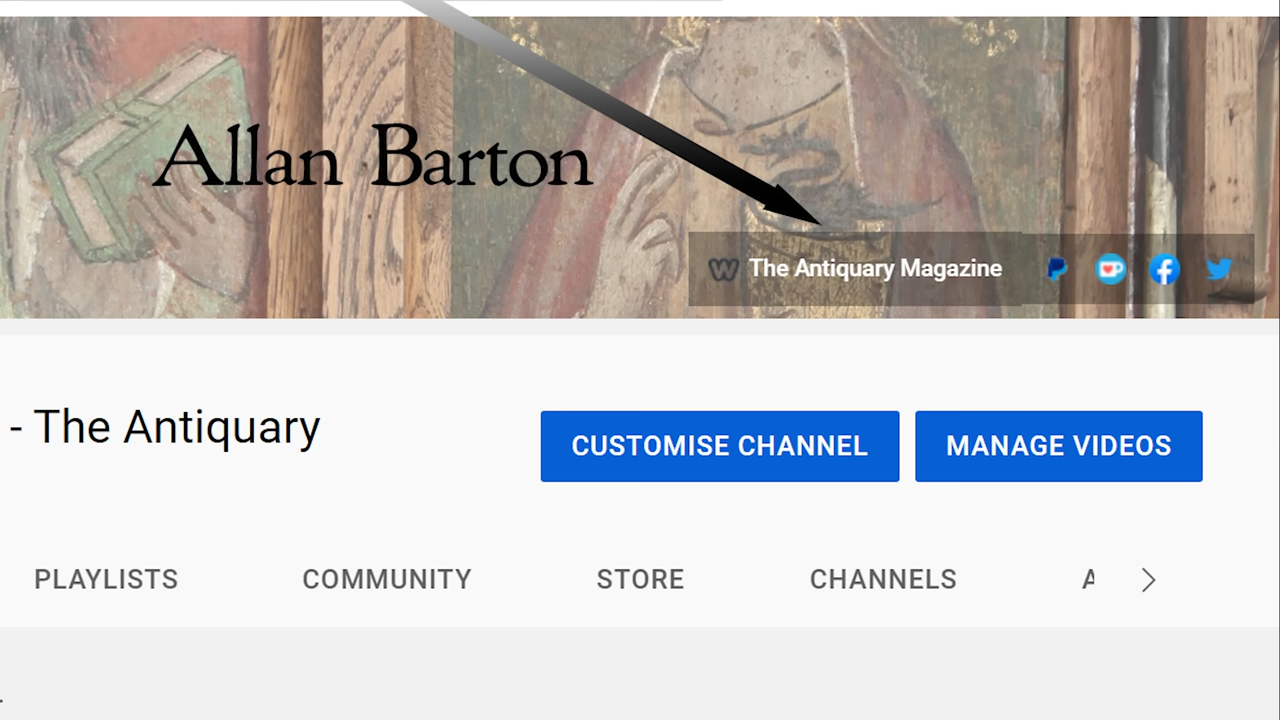 Allan Barton
The Antiquary Magazine
- The Antiquary
CUSTOMISE CHANNEL
MANAGE VIDEOS
PLAYLISTS COMMUNITY STORE CHANNELS A